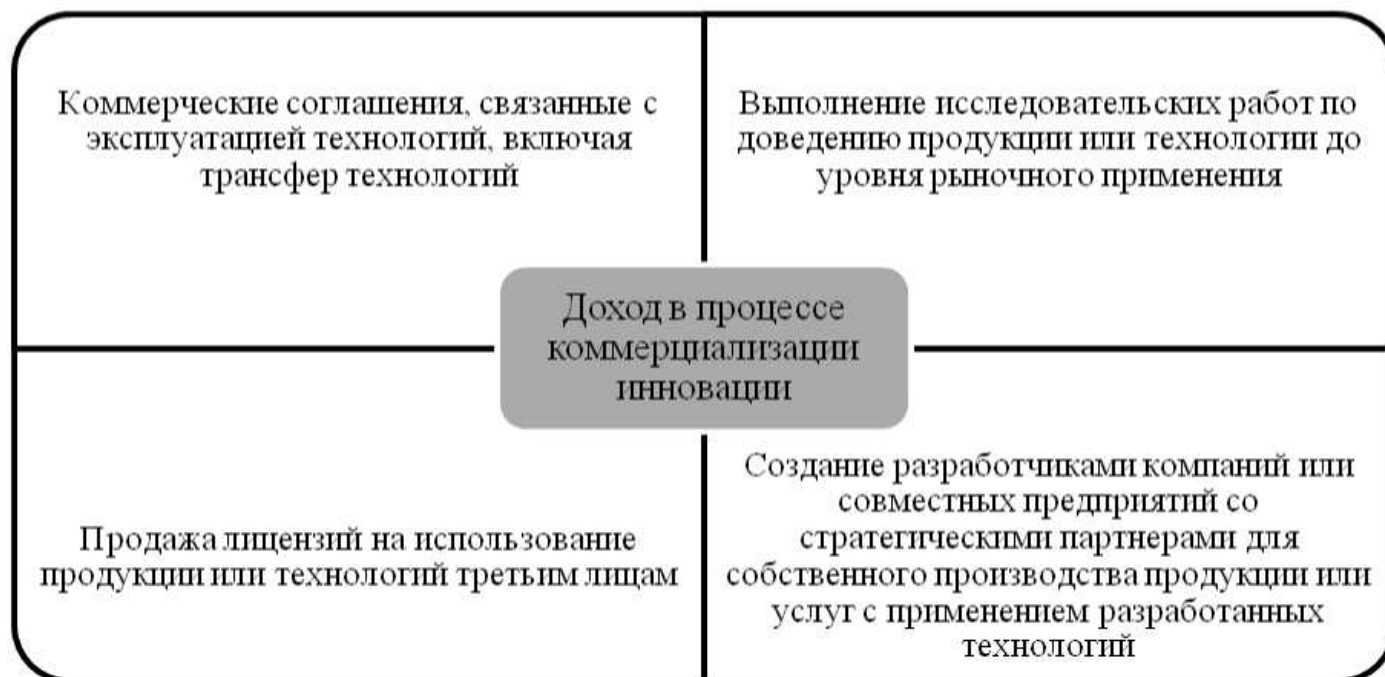 Коммерческие соглашения, связанные с
эксплуатацией технологий, включая
трансфер технологий
Выполнение исследовательских работ по
доведению продукции или технологии до
уровня рыночного применения
Доход в процессе
коммерциализации
инновации
Продажа лицензий на использование
продукции или технологий третьим лицам
Создание разработчиками компаний или
совместных предприятий со
стратегическими партнерами для
собственного производства продукции или
услуг с применением разработанных
технологий